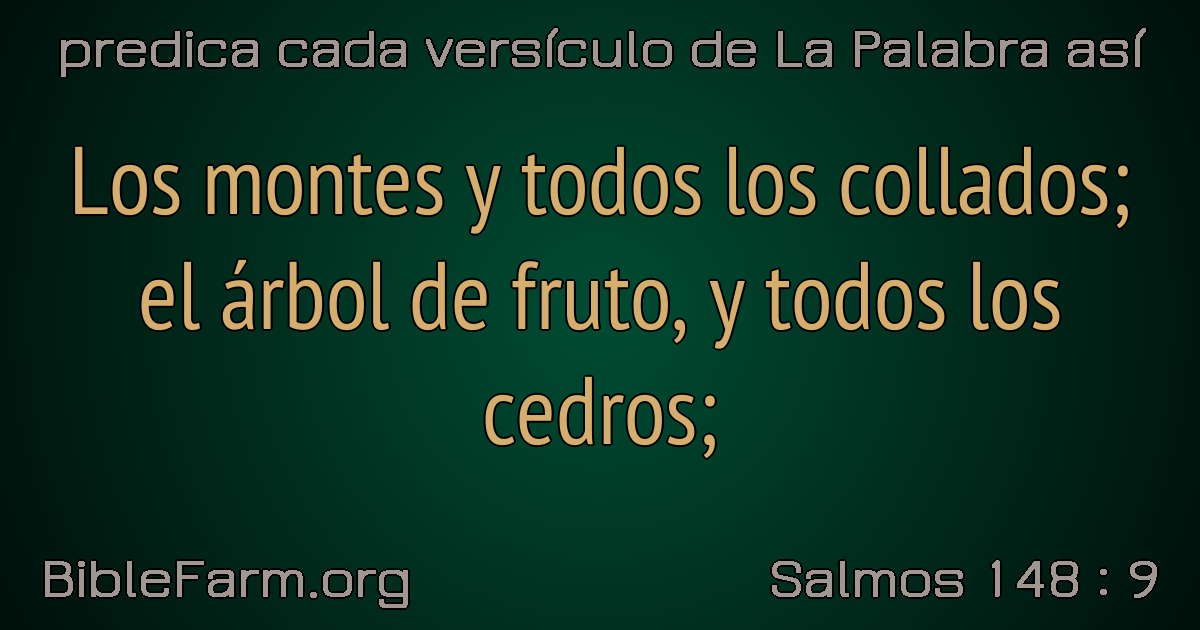 predica cada versículo de La Palabra así
Los montes y todos los collados;
el árbol de fruto, y todos los
cedros;
BibleFarm.org
Salmos 148 : 9